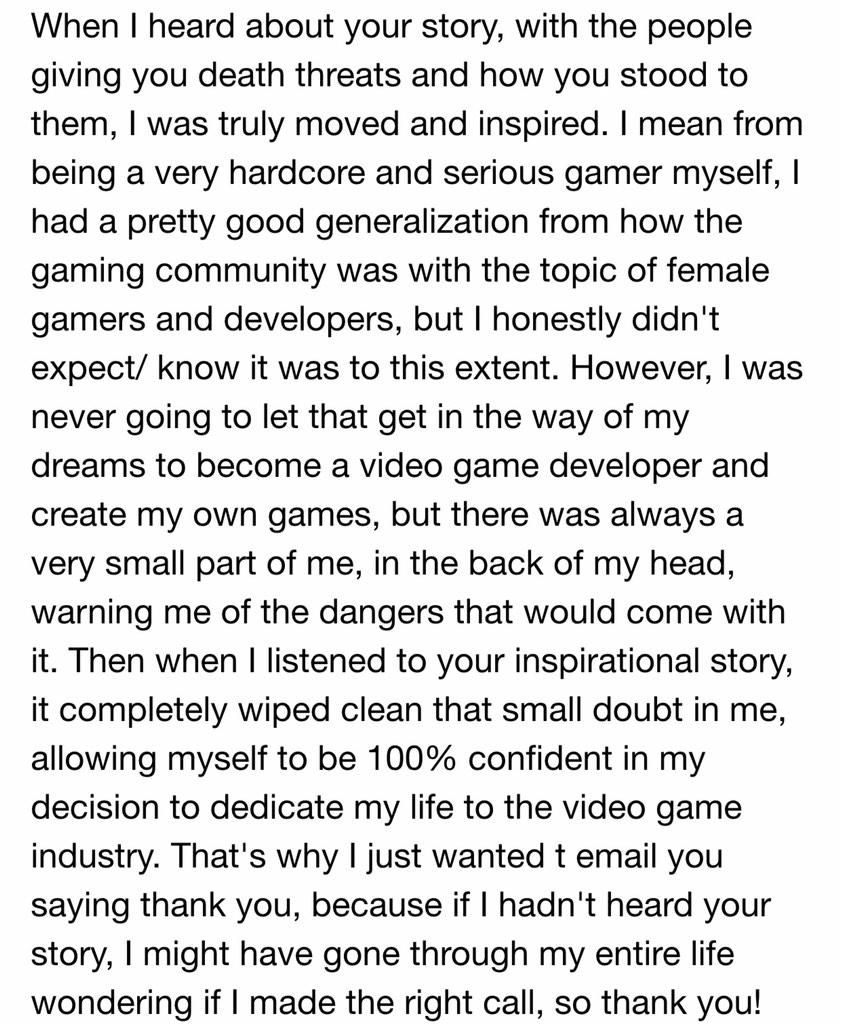 When I heard about your story, with the people
giving you death threats and how you stood to
them, I was truly moved and inspired. I mean from
being a very hardcore and serious gamer myself, I
had a pretty good generalization from how the
gaming community was with the topic of female
gamers and developers, but I honestly didn't
expect/ know it was to this extent. However, I was
never going to let that get in the way of my
dreams to become a video game developer and
create my own games, but there was always a
very small part of me, in the back of my head,
warning me of the dangers that would come with
it. Then when I listened to your inspirational story,
it completely wiped clean that small doubt in me,
allowing myself to be 100% confident in my
decision to dedicate my life to the video game
industry. That's why I just wanted t email you
saying thank you, because if I hadn't heard your
story, I might have gone through my entire life
wondering if I made the right call, so thank you!